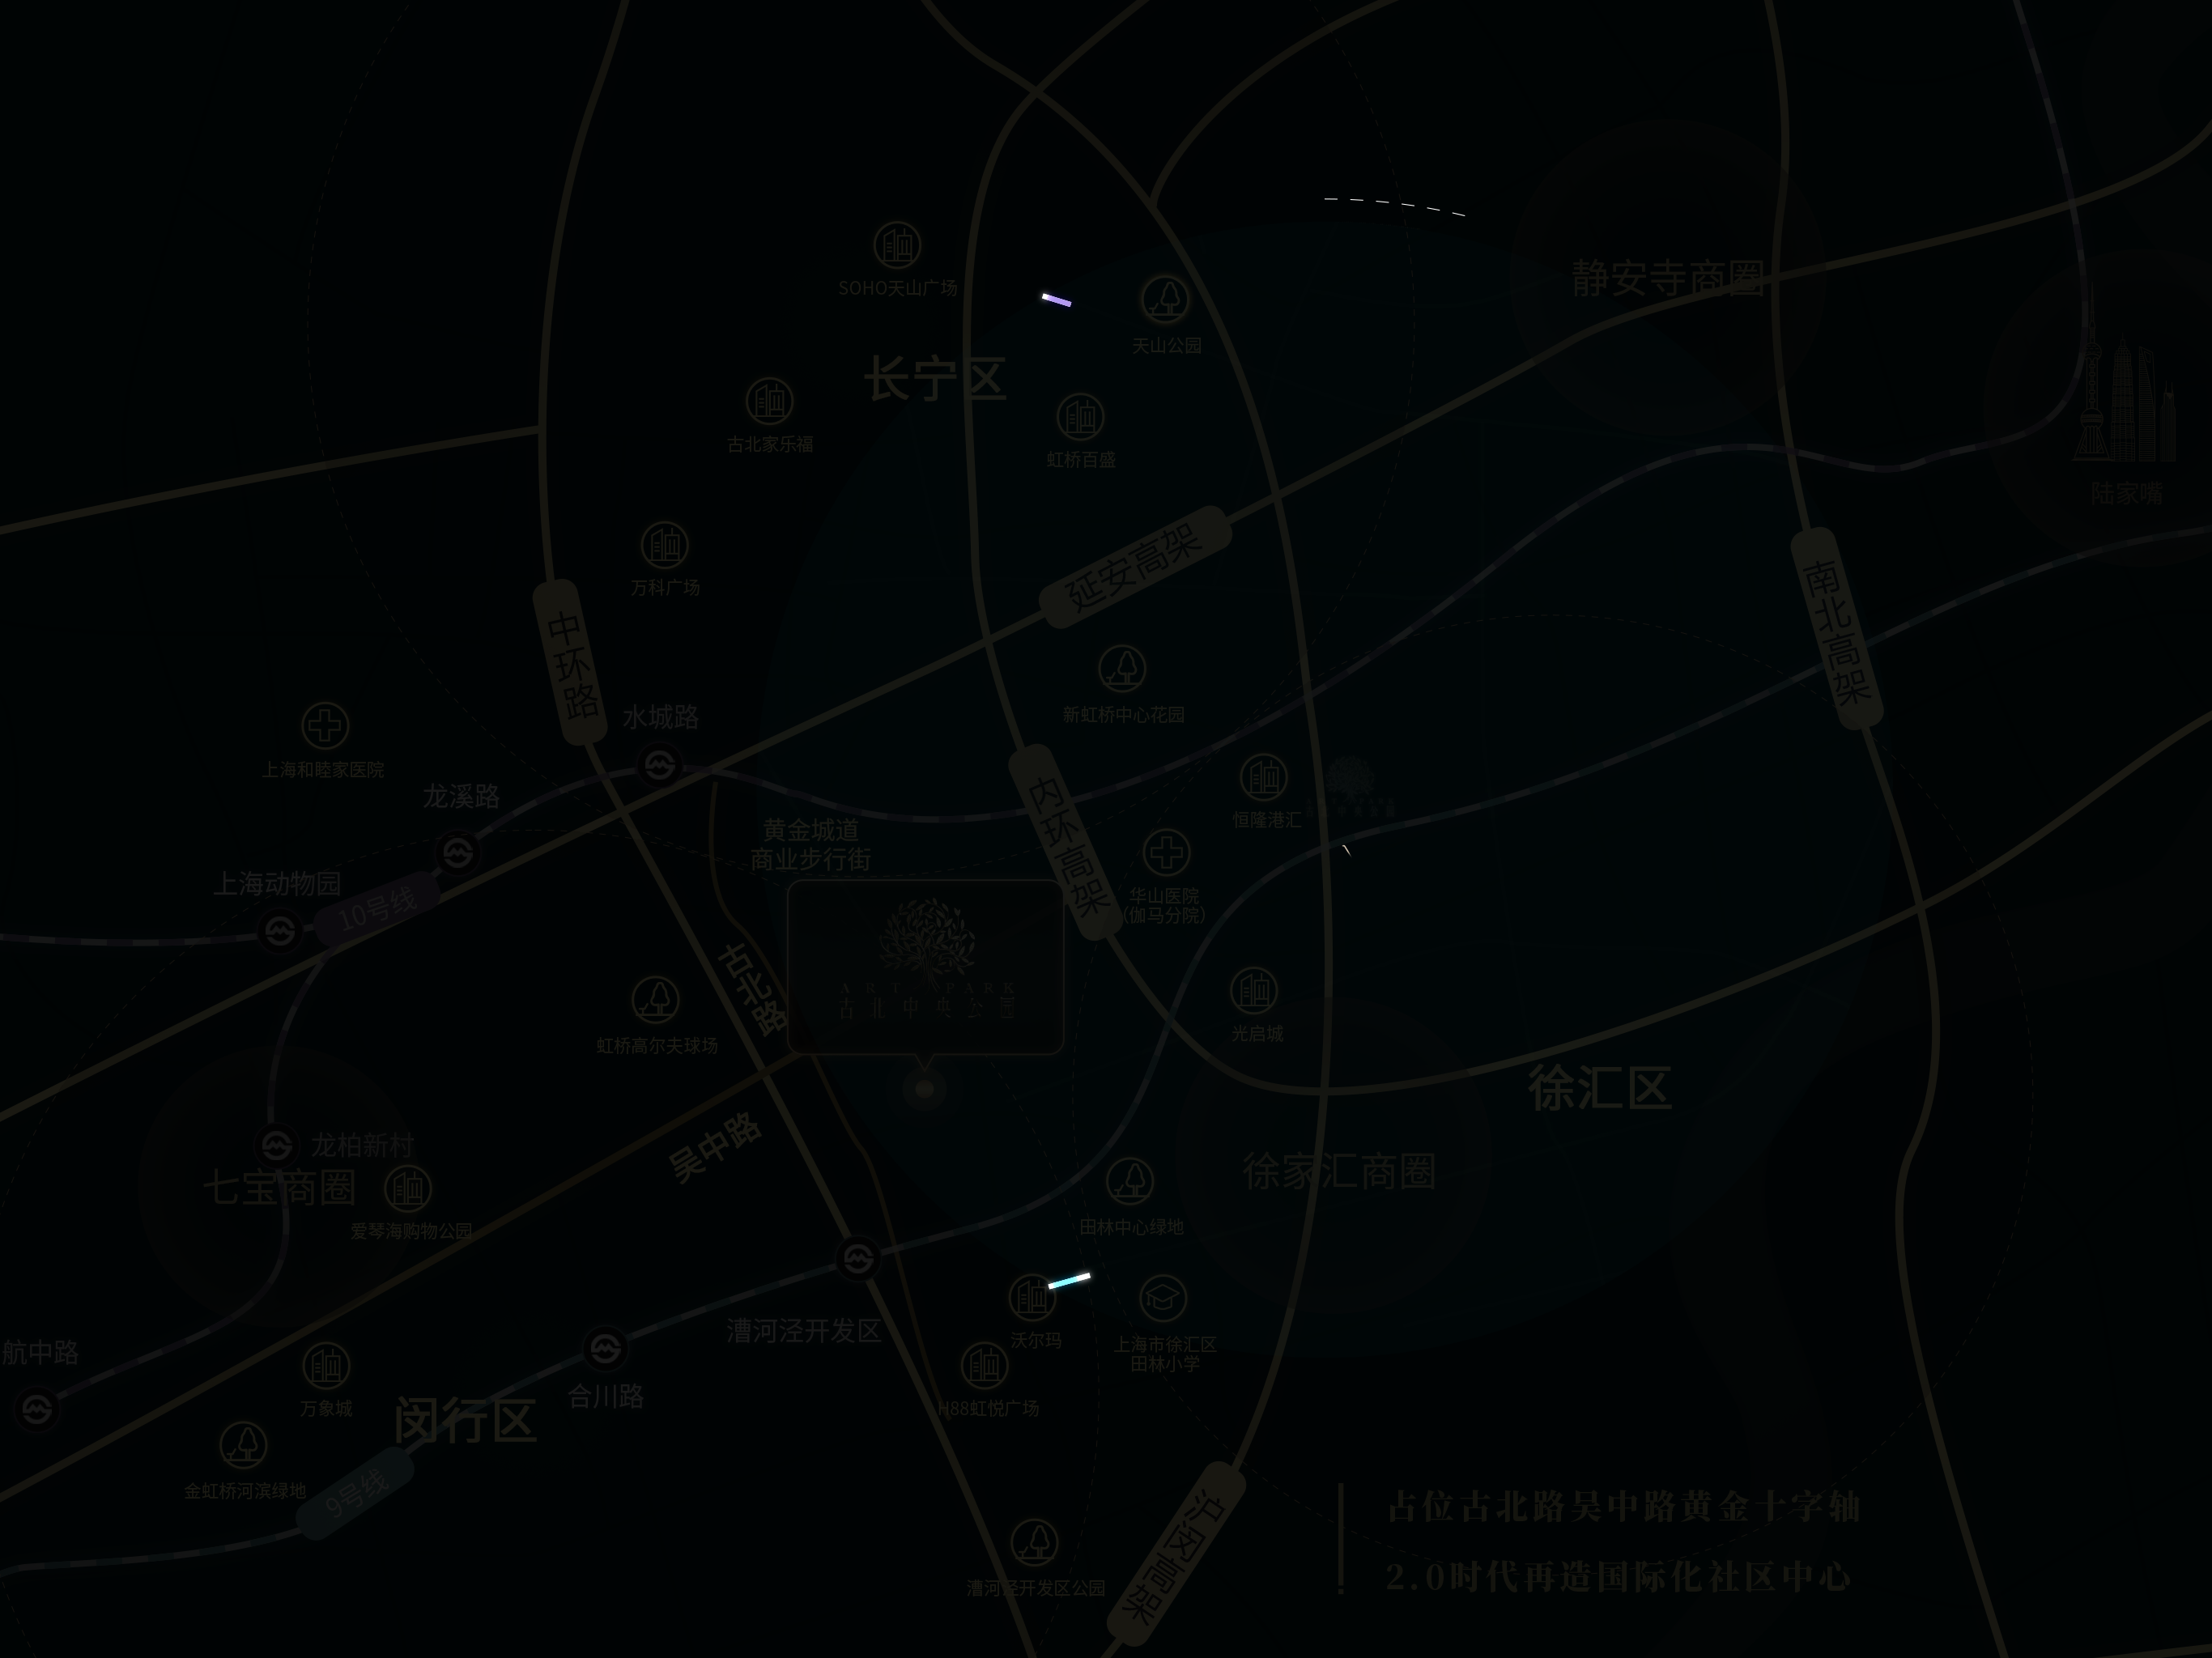 SOHO天山广场
天山公园
静安寺商圈
长宁区
古北家乐福
虹桥百盛
陆家嘴
万科广场
延安高架
南北高架
中环路
水城路
新虹桥中心花园
上海和睦家医院
龙溪路
恒隆港汇
内环高架
黄金城道
商业步行街
上海动物园
10号线
华山医院
(伽马分院)
古北路
ART PARK
古北中央公园
虹桥高尔夫球场
光启城
徐汇区
吴中路
龙柏新村
七宝商圈
徐家汇商圈
爱琴海购物公园
田林中心绿地
漕河泾开发区
沃尔玛
上海市徐汇区
田林小学
航中路
合川路
万象城
闵行区
H88虹悦广场
金虹桥河滨绿地
9号线
沪闵高架
占位古北路吴中路黄金十字轴
2.0时代再造国际化社区中心
漕河泾开发区公园